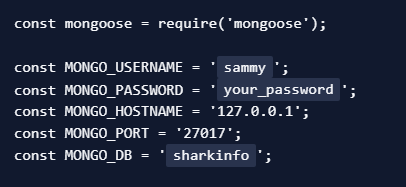 const mongoose = require('mongoose');
const MONGO_USERNAME = 'sammy';
const MONGO_PASSWORD = 'your_password';
const MONGO_HOSTNAME = '127.0.0.1';
const MONGO_PORT = '27017';
const MONGO_DB = 'sharkinfo';